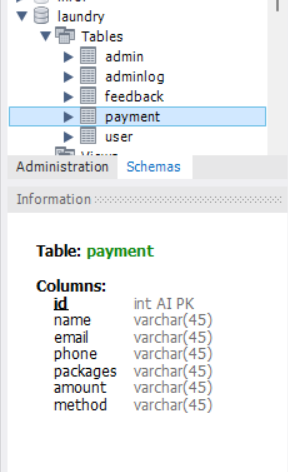 laundry
Tables
admin
adminlog
feedback
payment
user
Views
Administration Schemas
Information
Table: payment
Columns:
id int AI PK
name varchar(45)
email varchar(45)
phone varchar(45)
packages varchar(45)
amount varchar(45)
method varchar(45)